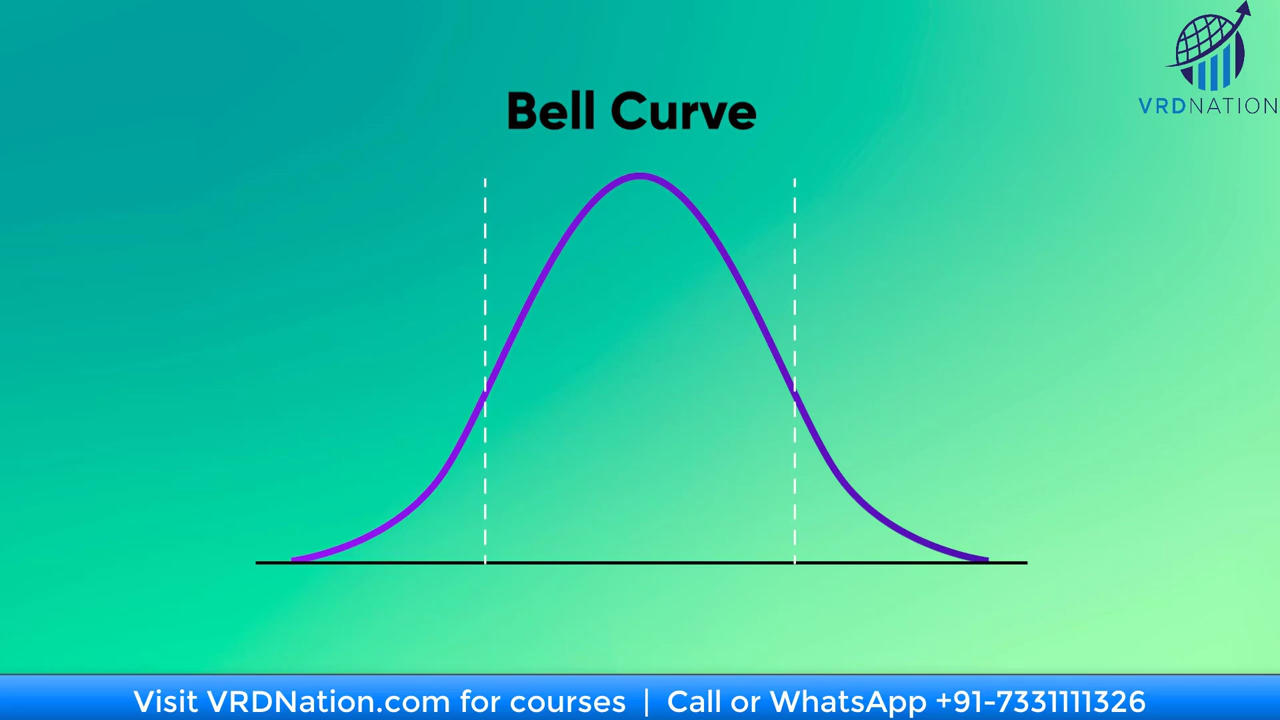 VRDNATION
Bell Curve
Visit VRDNation.com for courses | Call or WhatsApp +91-7331111326